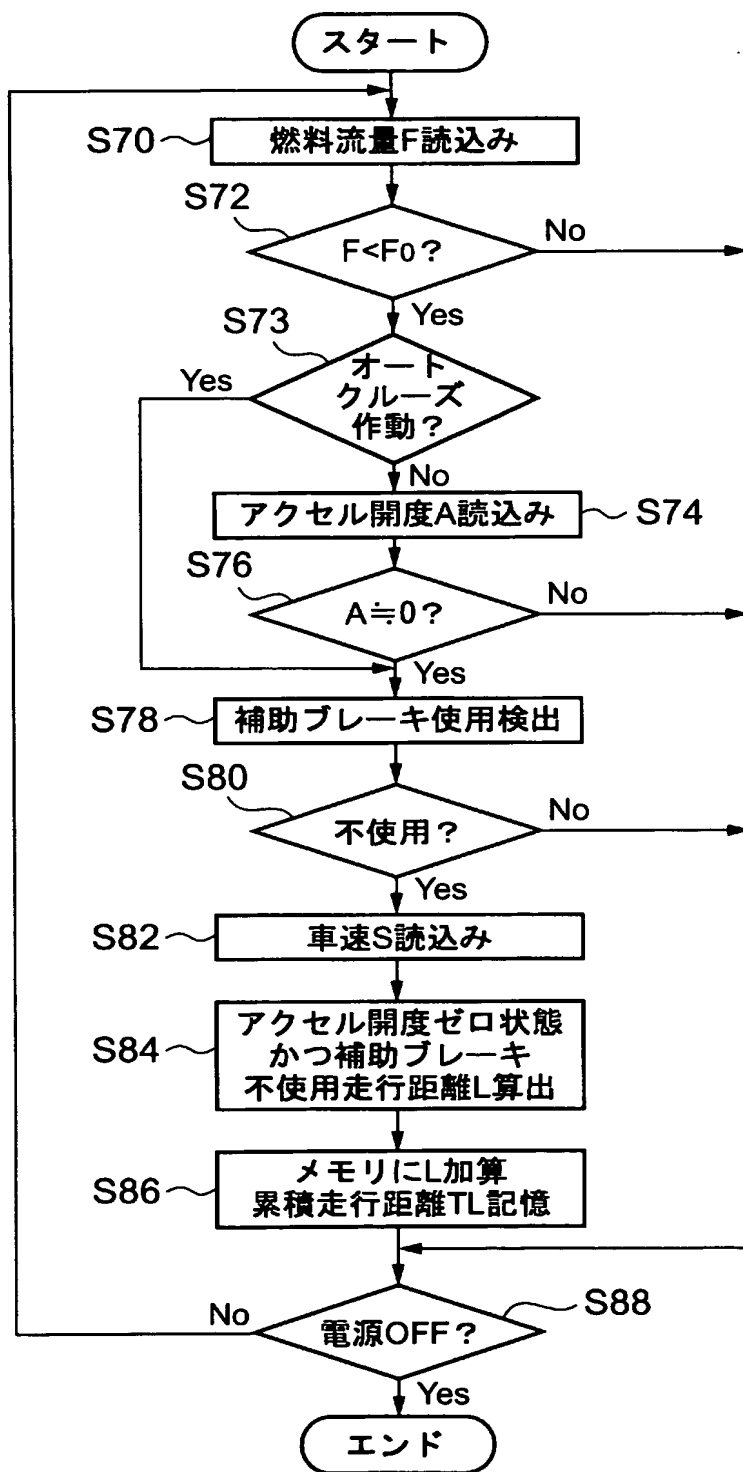 スタート
S70
燃料流量F読込み
S72
F<F0?
No
Yes
S73
オート
クルーズ
作動?
Yes
No
アクセル開度A読込み
S74
S76
A≒0?
No
Yes
S78
補助ブレーキ使用検出
S80
不使用?
No
Yes
S82
車速S読込み
S84
アクセル開度ゼロ状態
かつ補助ブレーキ
不使用走行距離L算出
S86
メモリにL加算
累積走行距離TL記憶
S88
電源OFF?
No
Yes
エンド